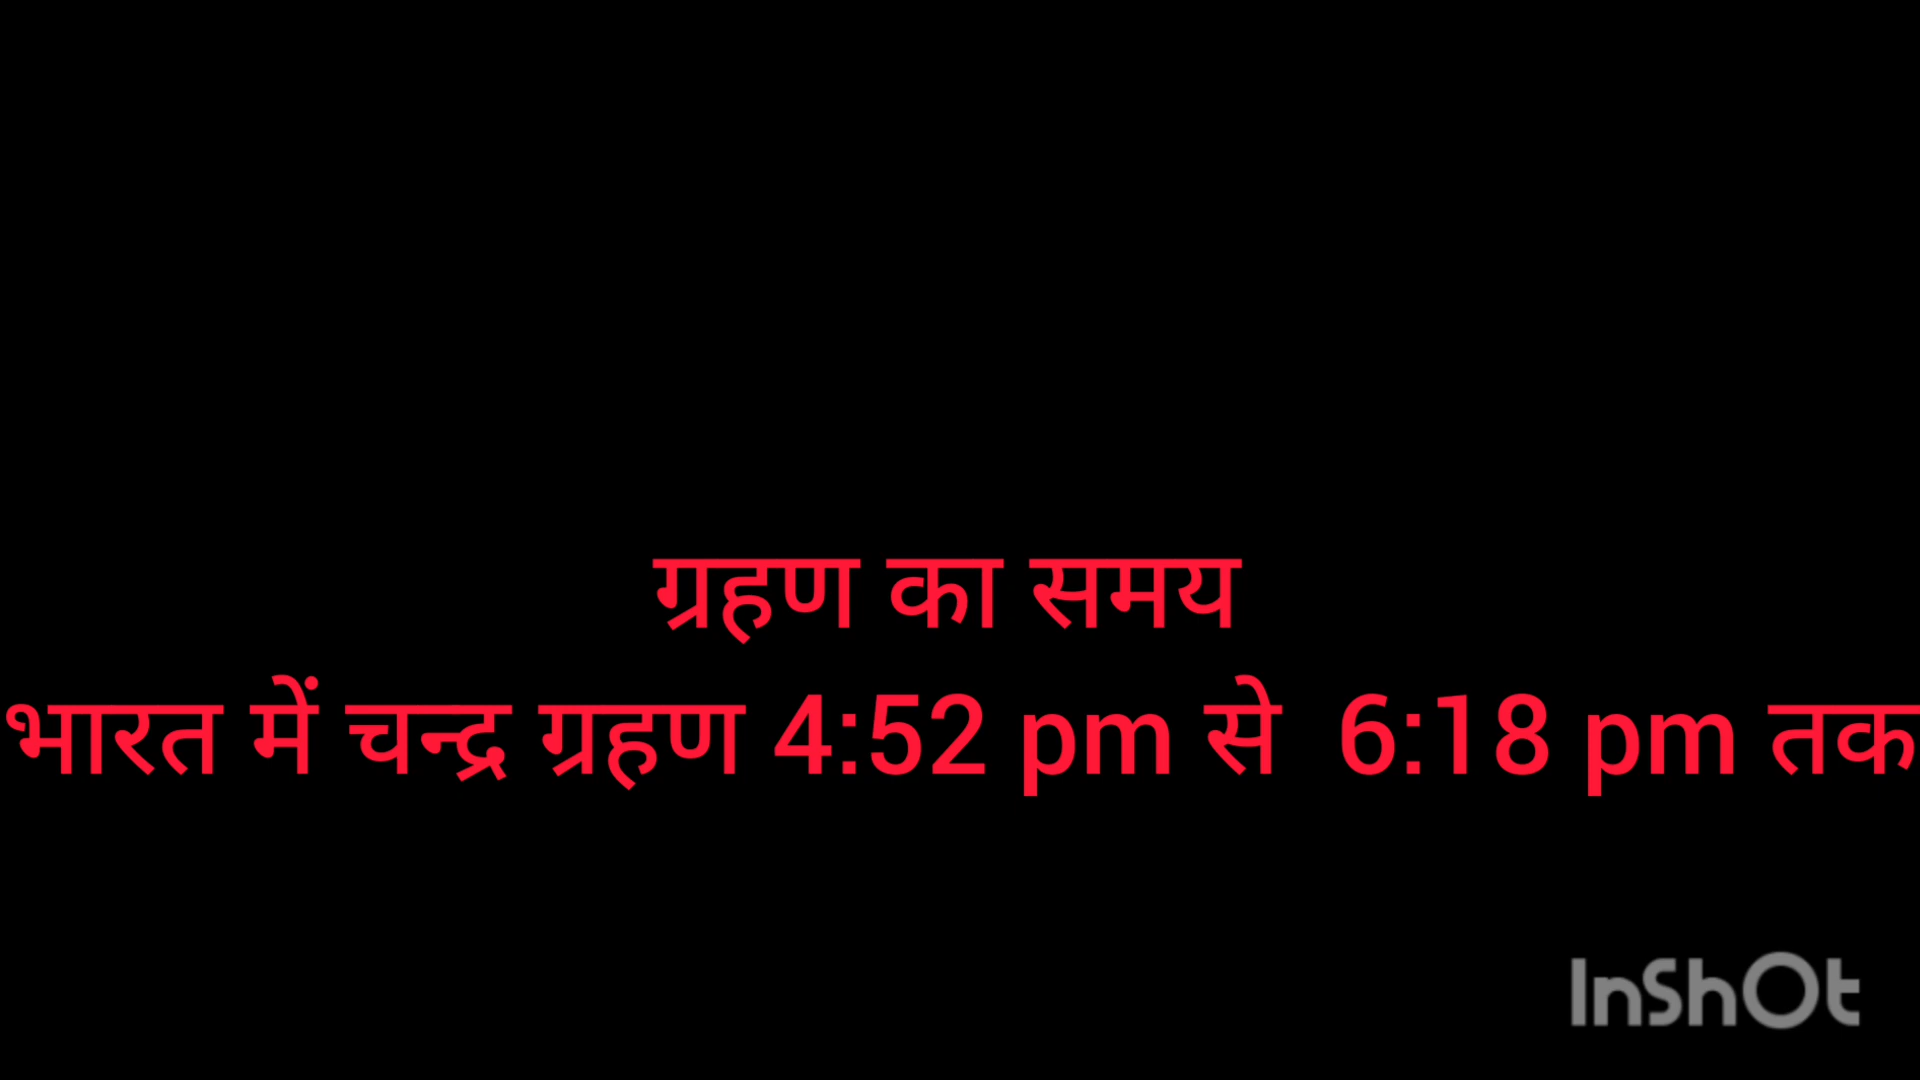 ग्रहण का समय
भारत में चन्द्र ग्रहण 4:52 pm से 6:18 pm तक
InShOt